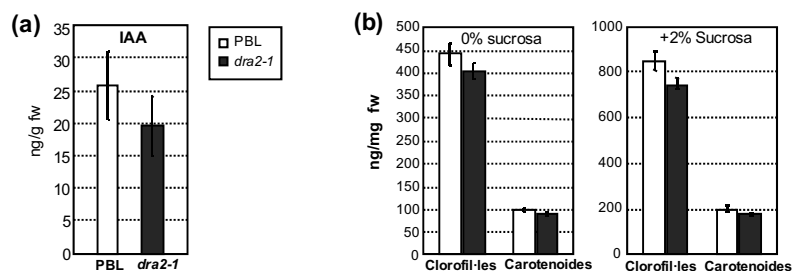 (a)
IAA
ng/g fw
35
30
25
20
15
10
5
0
PBL dra2-1
PBL
dra2-1
(b)
0% sucrosa
ng/mg fw
500
450
400
350
300
250
200
150
100
50
0
Clorofil·les Carotenoides
+2% Sucrosa
1000
800
600
400
200
0
Clorofil·les Carotenoides